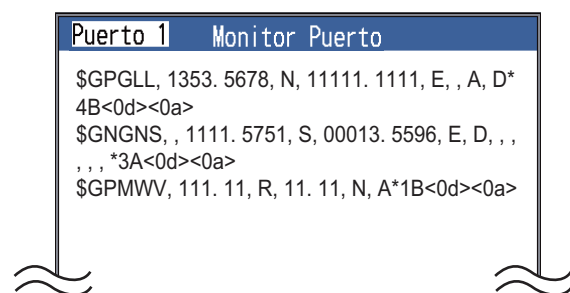 Puerto 1 Monitor Puerto
$GPGLL, 1353. 5678, N, 11111. 1111, E, , A, D*
4B<0d><0a>
$GNGNS, , 1111. 5751, S, 00013. 5596, E, D, , ,
, , , *3A<0d><0a>
$GPMWV, 111. 11, R, 11. 11, N, A*1B<0d><0a>